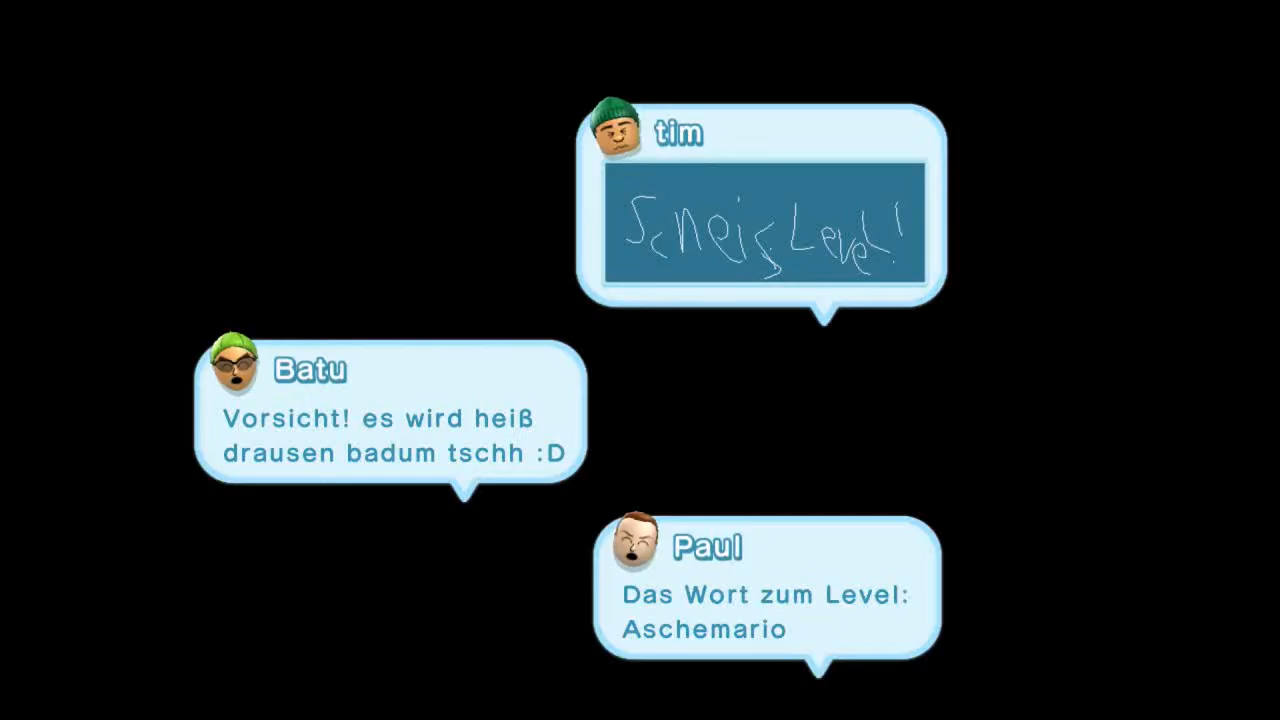 tim
Scheiß Level!
Batu
Vorsicht! es wird heiß
drausen badum tschh :D
Paul
Das Wort zum Level:
Aschemario